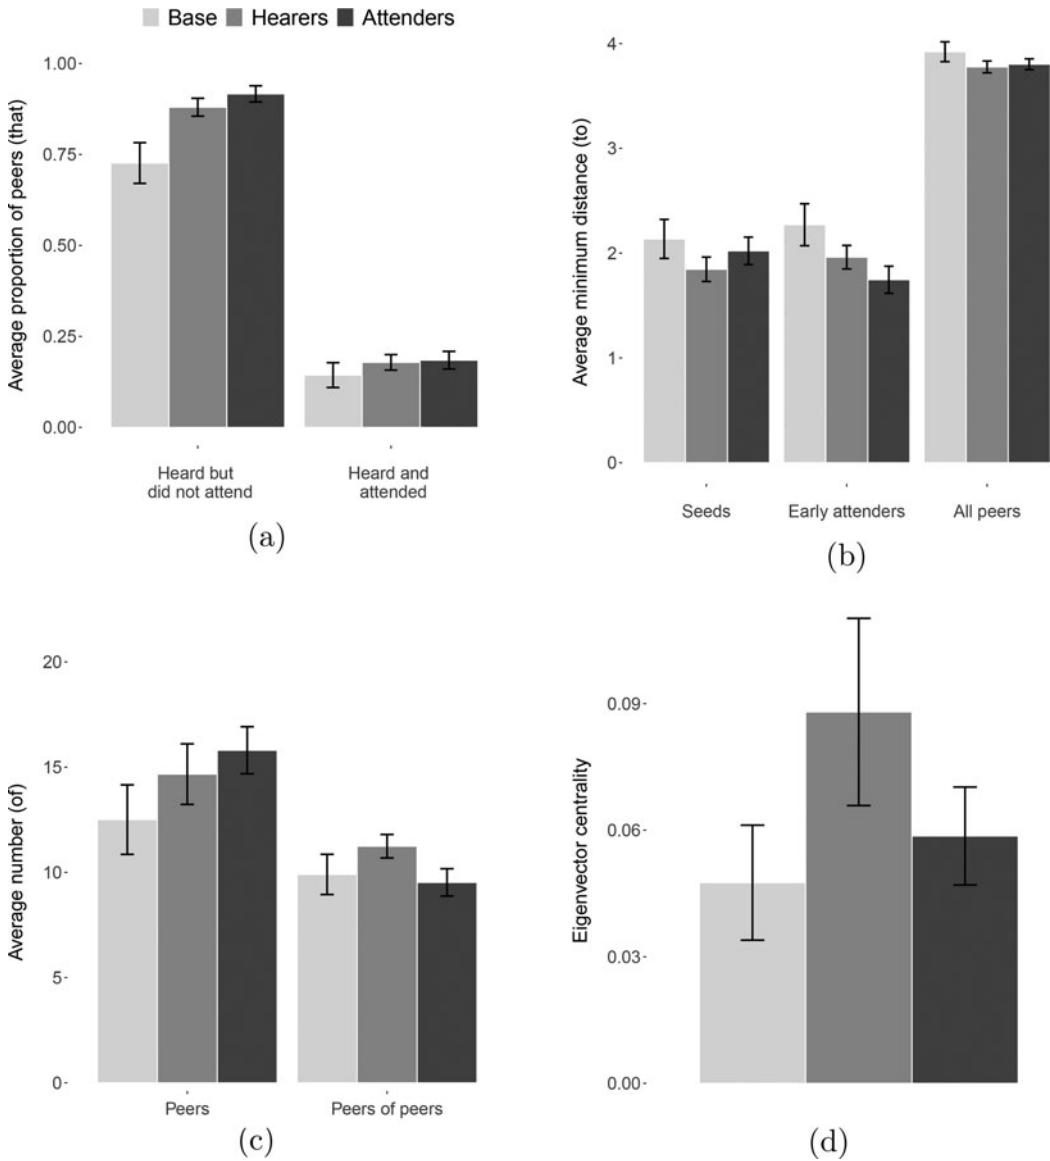 Base Hearers Attenders
Average proportion of peers (that)
1.00
0.75
0.50
0.25
0.00
Heard but
did not attend
Heard and
attended
(a)
Average minimum distance (to)
4
3
2
1
0
Seeds
Early attenders
All peers
(b)
Average number (of)
20
15
10
5
0
Peers
Peers of peers
(c)
Eigenvector centrality
0.09
0.06
0.03
0.00
(d)